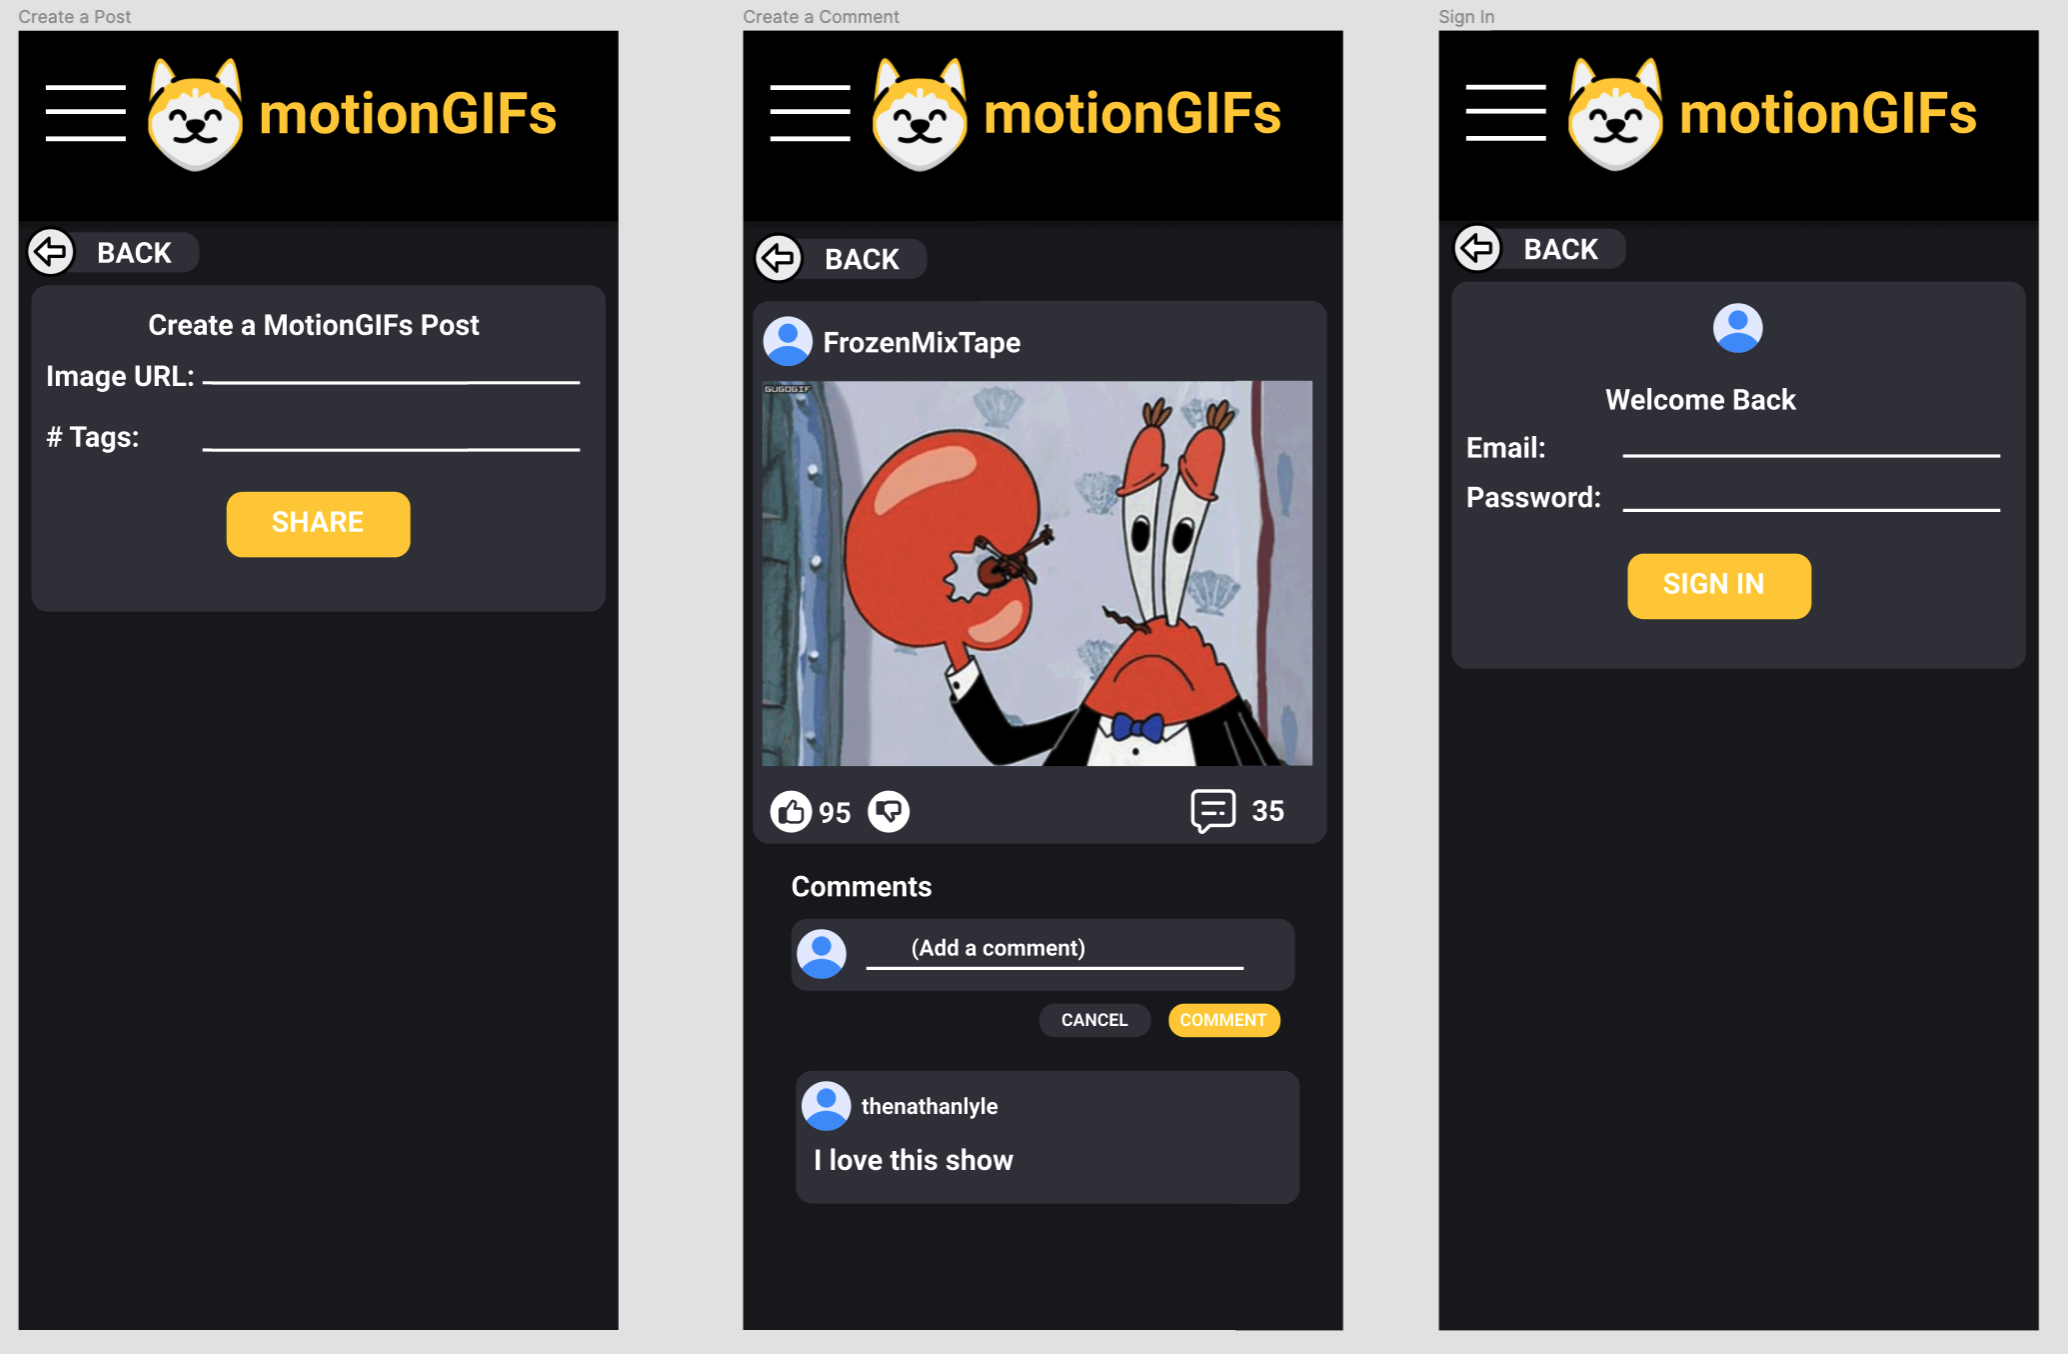 Create a Post
motionGIFs
BACK
Create a MotionGIFs Post
Image URL:
# Tags:
SHARE
Create a Comment
motionGIFs
BACK
FrozenMixTape
GUGOGIF
95
35
Comments
(Add a comment)
CANCEL
COMMENT
thenathanlyle
I love this show
Sign In
motionGIFs
BACK
Welcome Back
Email:
Password:
SIGN IN